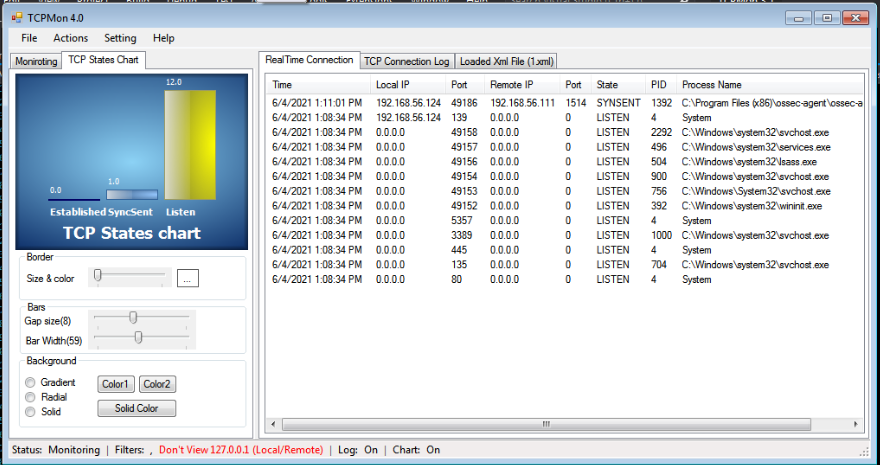 TCPMon 4.0
File Actions Setting Help
Moniroting TCP States Chart
12.0
1.0
0.0
Established SyncSent Listen
TCP States chart
Border
Size & color ...
Bars
Gap size(8)
Bar Width(59)
Background
Gradient Color1 Color2
Radial
Solid Solid Color
RealTime Connection TCP Connection Log Loaded Xml File (1.xml)
Time Local IP Port Remote IP Port State PID Process Name
6/4/2021 1:11:01 PM 192.168.56.124 49186 192.168.56.111 1514 SYNSENT 1392 C:\Program Files (x86)\ossec-agent\ossec-a
6/4/2021 1:08:34 PM 192.168.56.124 139 0.0.0.0 0 LISTEN 4 System
6/4/2021 1:08:34 PM 0.0.0.0 49158 0.0.0.0 0 LISTEN 2292 C:\Windows\system32\svchost.exe
6/4/2021 1:08:34 PM 0.0.0.0 49157 0.0.0.0 0 LISTEN 496 C:\Windows\system32\services.exe
6/4/2021 1:08:34 PM 0.0.0.0 49156 0.0.0.0 0 LISTEN 504 C:\Windows\system32\lsass.exe
6/4/2021 1:08:34 PM 0.0.0.0 49154 0.0.0.0 0 LISTEN 900 C:\Windows\system32\svchost.exe
6/4/2021 1:08:34 PM 0.0.0.0 49153 0.0.0.0 0 LISTEN 756 C:\Windows\System32\svchost.exe
6/4/2021 1:08:34 PM 0.0.0.0 49152 0.0.0.0 0 LISTEN 392 C:\Windows\system32\wininit.exe
6/4/2021 1:08:34 PM 0.0.0.0 5357 0.0.0.0 0 LISTEN 4 System
6/4/2021 1:08:34 PM 0.0.0.0 3389 0.0.0.0 0 LISTEN 1000 C:\Windows\system32\svchost.exe
6/4/2021 1:08:34 PM 0.0.0.0 445 0.0.0.0 0 LISTEN 4 System
6/4/2021 1:08:34 PM 0.0.0.0 135 0.0.0.0 0 LISTEN 704 C:\Windows\system32\svchost.exe
6/4/2021 1:08:34 PM 0.0.0.0 80 0.0.0.0 0 LISTEN 4 System
Status: Monitoring | Filters: , Don't View 127.0.0.1 (Local/Remote) | Log: On | Chart: On